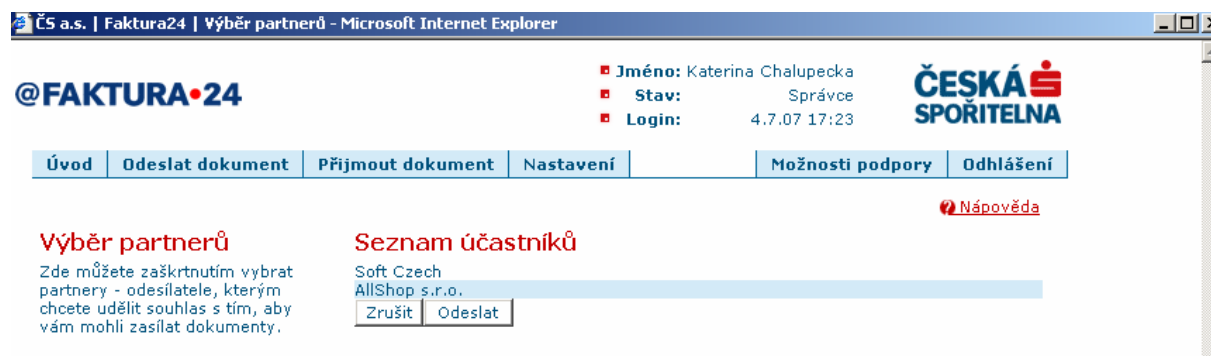 ČS a.s. | Faktura24 | Výběr partnerů - Microsoft Internet Explorer
@FAKTURA•24
Jméno: Katerina Chalupecka
Stav: Správce
Login: 4.7.07 17:23
ČESKÁ
SPOŘITELNA
Úvod Odeslat dokument Přijmout dokument Nastavení Možnosti podpory Odhlášení
Nápověda
Výběr partnerů
Zde můžete zaškrtnutím vybrat
partnery - odesílatele, kterým
chcete udělit souhlas s tím, aby
vám mohli zasílat dokumenty.
Seznam účastníků
Soft Czech
AllShop s.r.o.
Zrušit Odeslat